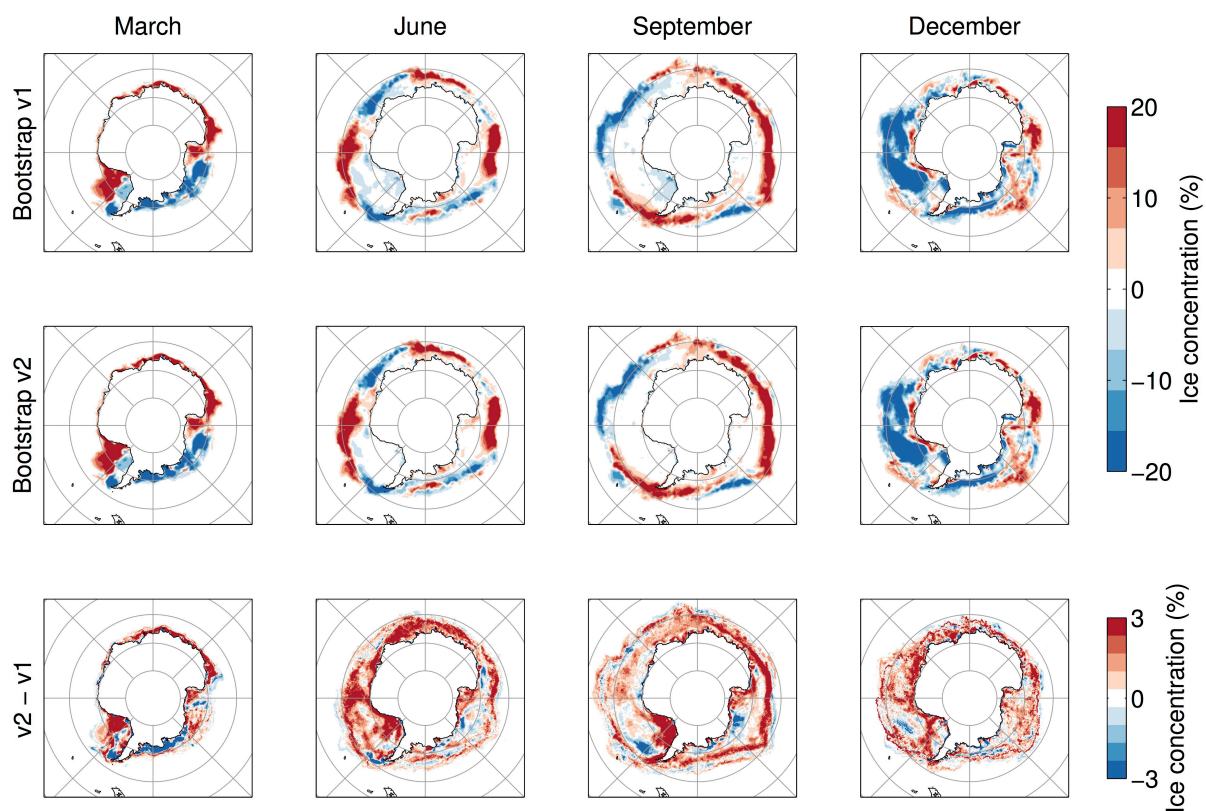 March June September December
Bootstrap v1
Bootstrap v2
v2 − v1
20
10
0
−10
−20
Ice concentration (%)
3
0
−3
Ice concentration (%)